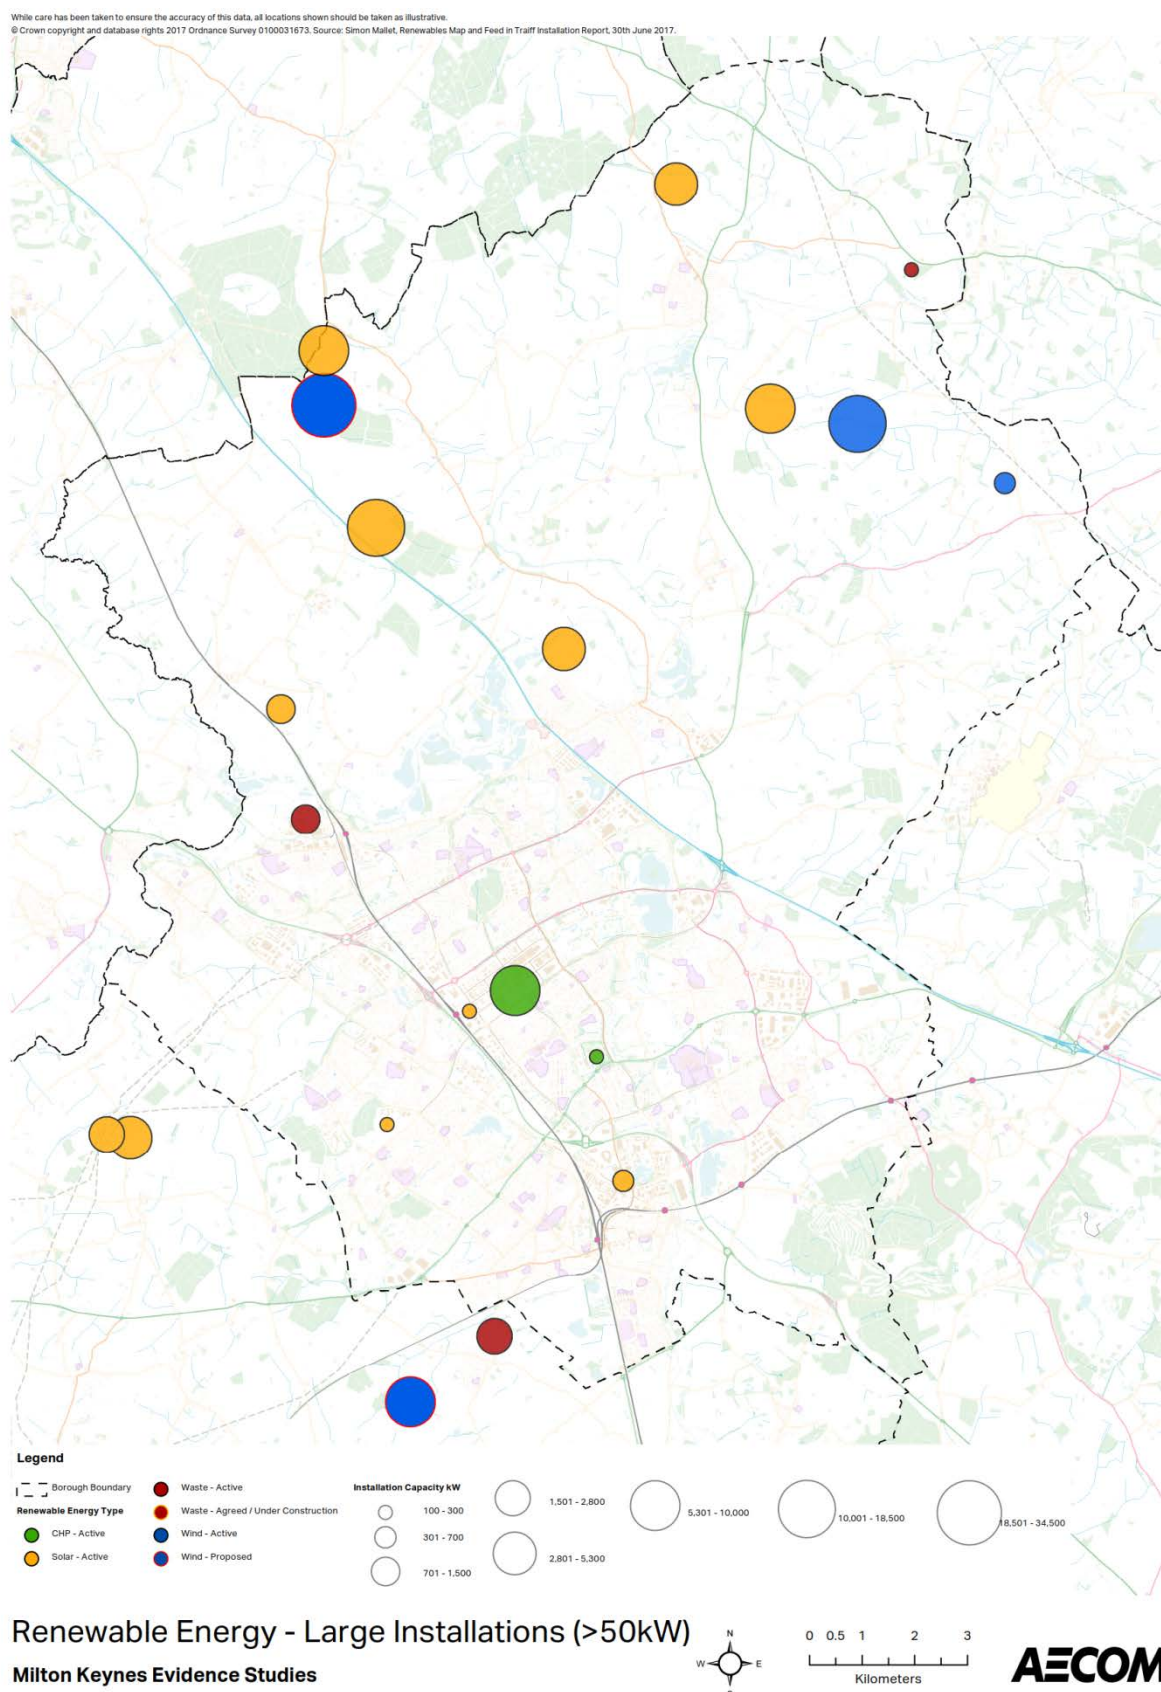 While care has been taken to ensure the accuracy of this data, all locations shown should be taken as illustrative.
© Crown copyright and database rights 2017 Ordnance Survey 0100031673. Source: Simon Mallet, Renewables Map and Feed in Traiff Installation Report, 30th June 2017.
Legend
Borough Boundary
Renewable Energy Type
CHP - Active
Solar - Active
Waste - Active
Waste - Agreed / Under Construction
Wind - Active
Wind - Proposed
Installation Capacity kW
100 - 300
301 - 700
701 - 1,500
1,501 - 2,800
2,801 - 5,300
5,301 - 10,000
10,001 - 18,500
18,501 - 34,500
Renewable Energy - Large Installations (>50kW)
Milton Keynes Evidence Studies
N
W E
0 0.5 1 2 3
Kilometers
AECOM